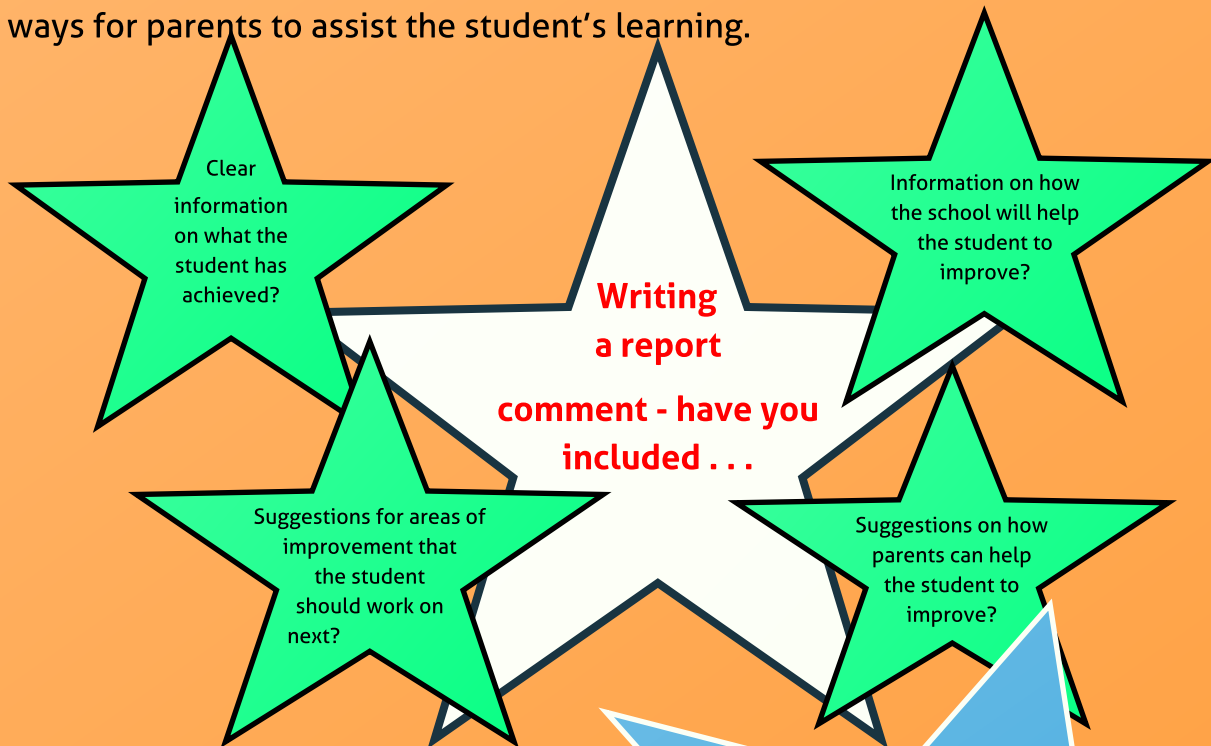 ways for parents to assist the student’s learning.
Clear
information
on what the
student has
achieved?
Information on how
the school will help
the student to
improve?
Writing
a report
comment - have you
included . . .
Suggestions for areas of
improvement that
the student
should work on
next?
Suggestions on how
parents can help
the student to
improve?